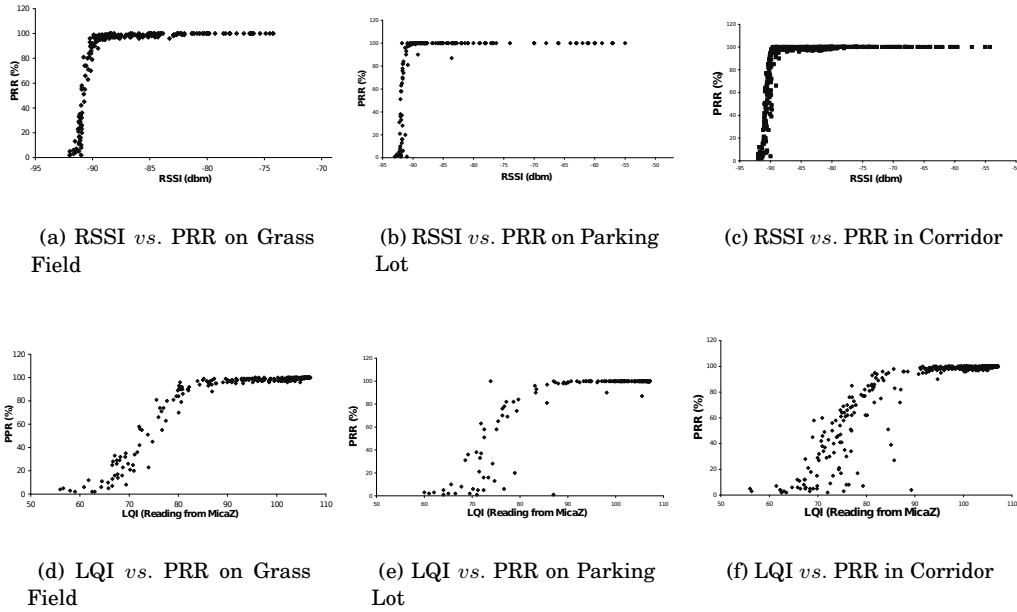 120
100
80
60
40
20
0
PRR (%)
-95 -90 -85 -80 -75 -70
RSSI (dbm)
120
100
80
60
40
20
0
PRR (%)
-95 -90 -85 -80 -75 -70 -65 -60 -55 -50
RSSI (dbm)
120
100
80
60
40
20
0
PRR (%)
-95 -90 -85 -80 -75 -70 -65 -60 -55 -5
RSSI (dbm)
(a) RSSI vs. PRR on Grass
Field
(b) RSSI vs. PRR on Parking
Lot
(c) RSSI vs. PRR in Corridor
120
100
80
60
40
20
0
PPR (%)
50 60 70 80 90 100 110
LQI (Reading from MicaZ)
120
100
80
60
40
20
0
PRR (%)
50 60 70 80 90 100 110
LQI (Reading from MicaZ)
120
100
80
60
40
20
0
PRR (%)
50 60 70 80 90 100 110
LQI (Reading from MicaZ)
(d) LQI vs. PRR on Grass
Field
(e) LQI vs. PRR on Parking
Lot
(f) LQI vs. PRR in Corridor